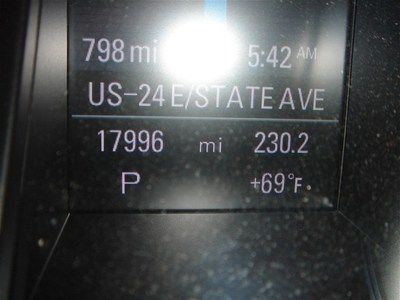 798 mi 5:42 AM
US-24 E/STATE AVE
17996 mi 230.2
P +69°F